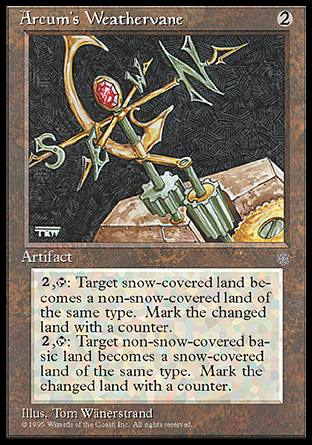 Arcum's Weathervane 2
N
S
TKW
Artifact
2,T: Target snow-covered land be-
comes a non-snow-covered land of
the same type. Mark the changed
land with a counter.
2,T: Target non-snow-covered ba-
sic land becomes a snow-covered
land of the same type. Mark the
changed land with a counter.
Illus. Tom Wänerstrand
©1995 Wizards of the Coast, Inc. All rights reserved.